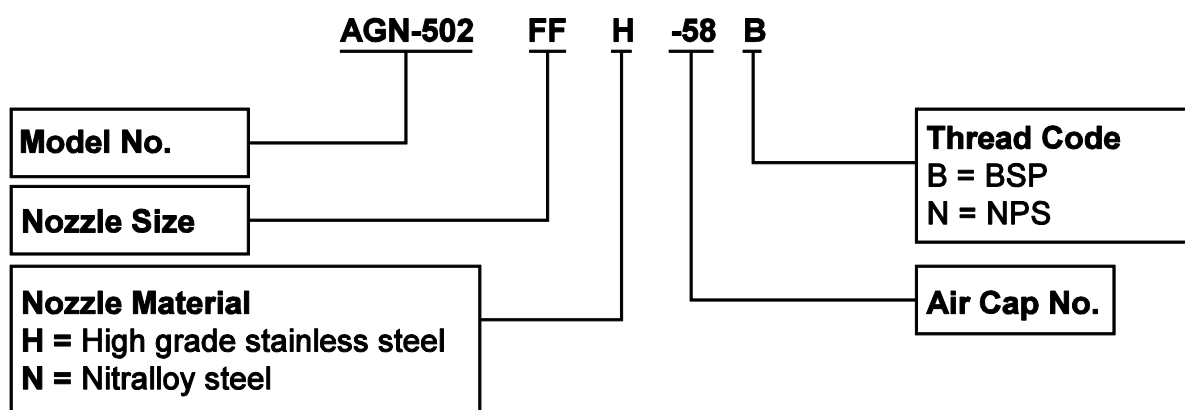 AGN-502 FF H -58 B
Model No.
Nozzle Size
Nozzle Material
H = High grade stainless steel
N = Nitralloy steel
Thread Code
B = BSP
N = NPS
Air Cap No.